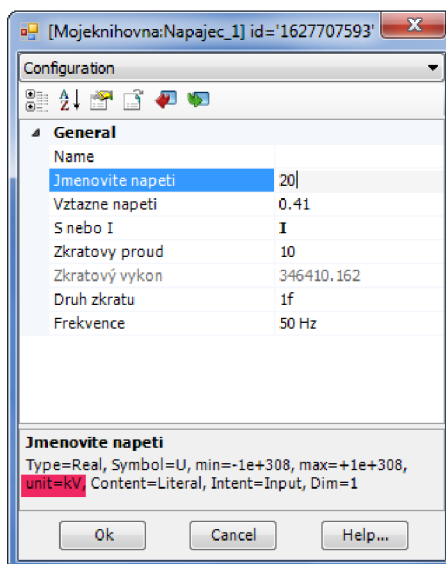 [Mojeknihovna:Napajec_1] id='1627707593'
Configuration
General
Name
Jmenovite napeti 20
Vztazne napeti 0.41
S nebo I I
Zkratovy proud 10
Zkratový vykon 346410.162
Druh zkratu 1f
Frekvence 50 Hz
Jmenovite napeti
Type=Real, Symbol=U, min=-1e+308, max=+1e+308,
unit=kV, Content=Literal, Intent=Input, Dim=1
Ok Cancel Help...